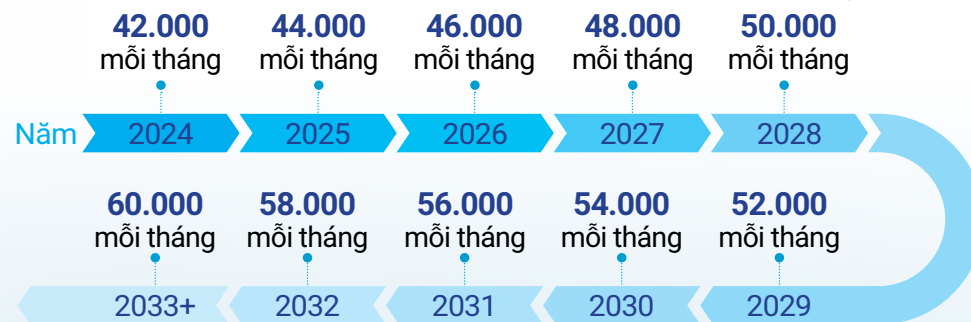 42.000 44.000 46.000 48.000 50.000
mỗi tháng mỗi tháng mỗi tháng mỗi tháng mỗi tháng
Năm 2024 2025 2026 2027 2028
60.000 58.000 56.000 54.000 52.000
mỗi tháng mỗi tháng mỗi tháng mỗi tháng mỗi tháng
2033+ 2032 2031 2030 2029